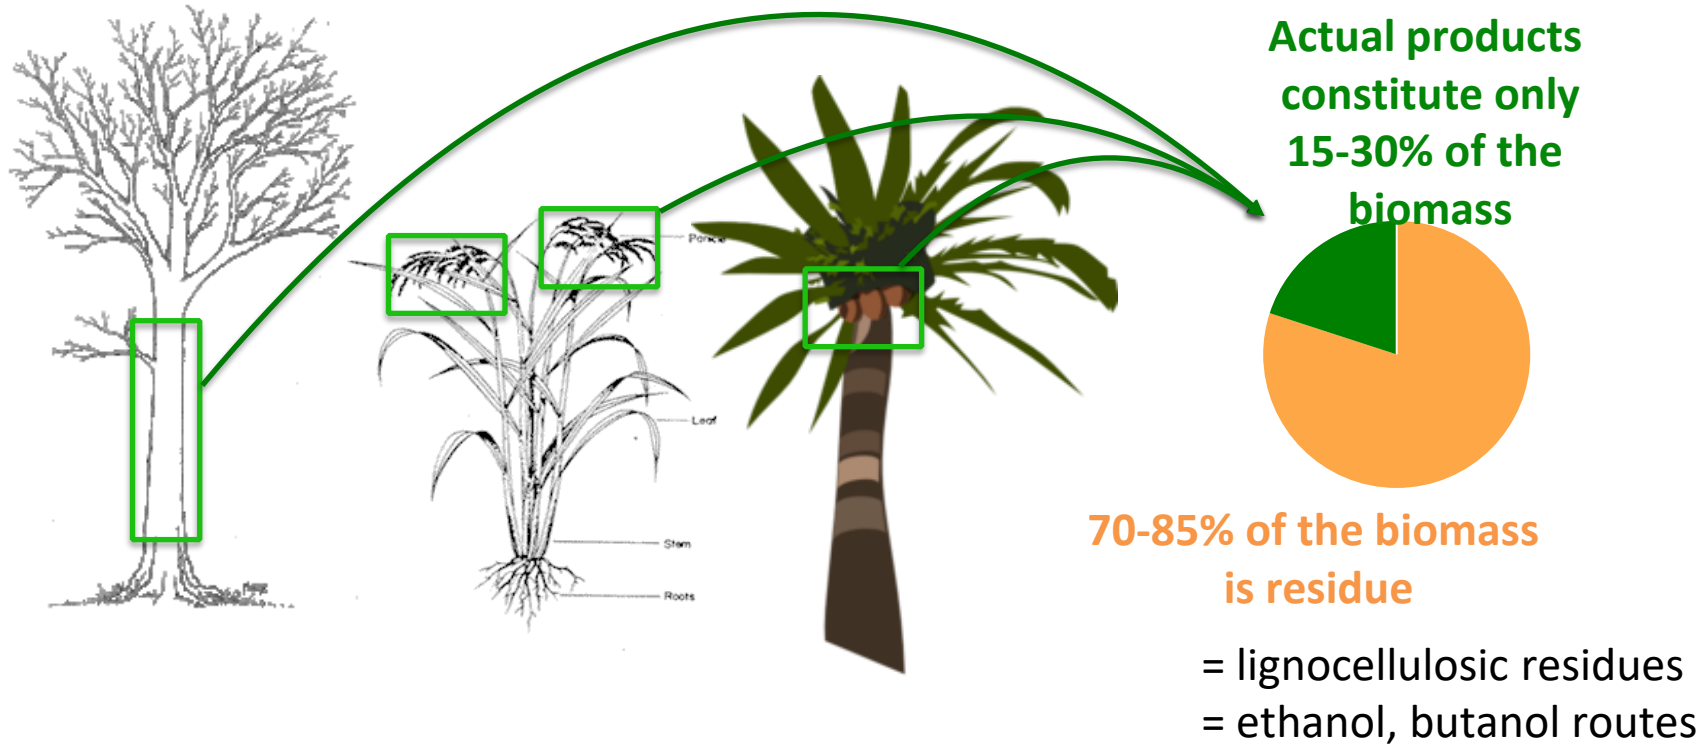 Actual products
constitute only
15-30% of the
biomass
Panicle
Leaf
Stem
Roots
70-85% of the biomass
is residue
= lignocellulosic residues
= ethanol, butanol routes